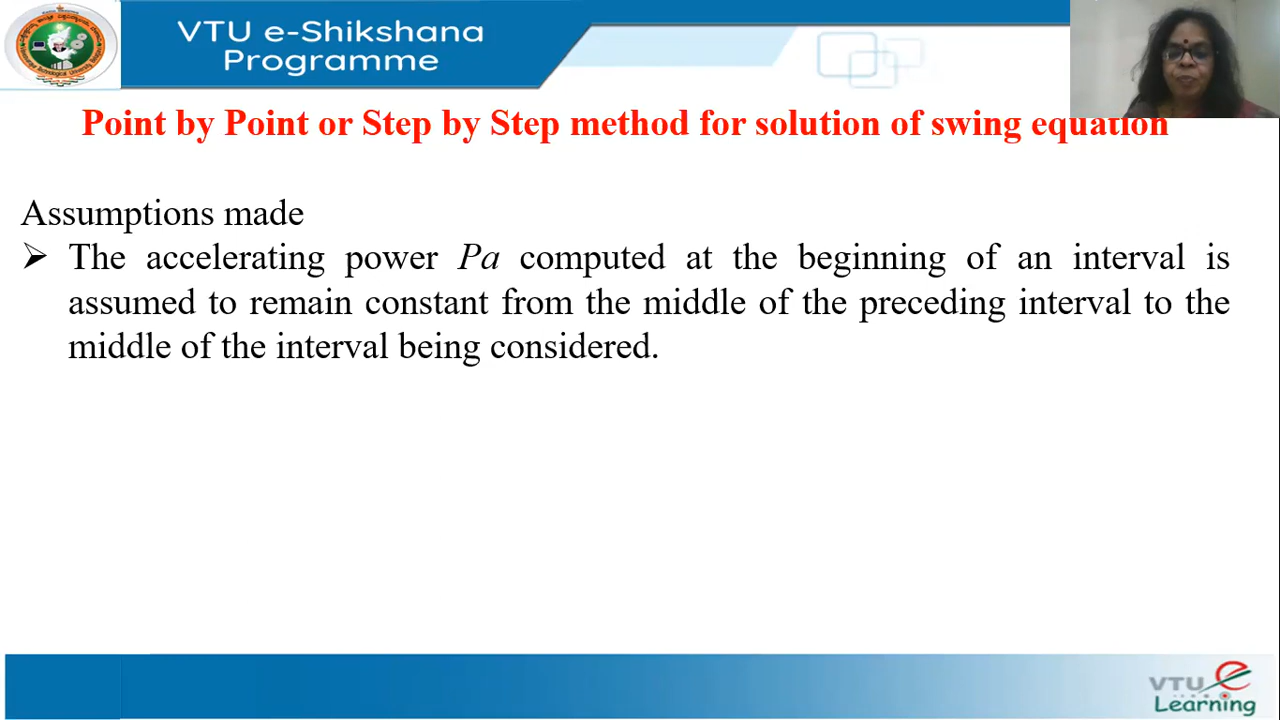 VTU e-Shikshana
Programme
Point by Point or Step by Step method for solution of swing equation
Assumptions made
➢ The accelerating power Pa computed at the beginning of an interval is
assumed to remain constant from the middle of the preceding interval to the
middle of the interval being considered.
VTU e
Learning